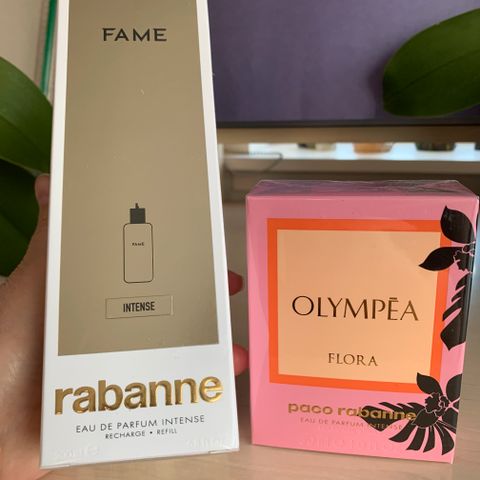 FAME
FAME
INTENSE
rabanne
EAU DE PARFUM INTENSE
RECHARGE • REFILL
OLYMPĒA
FLORA
paco rabanne
EAU DE PARFUM INTENSE